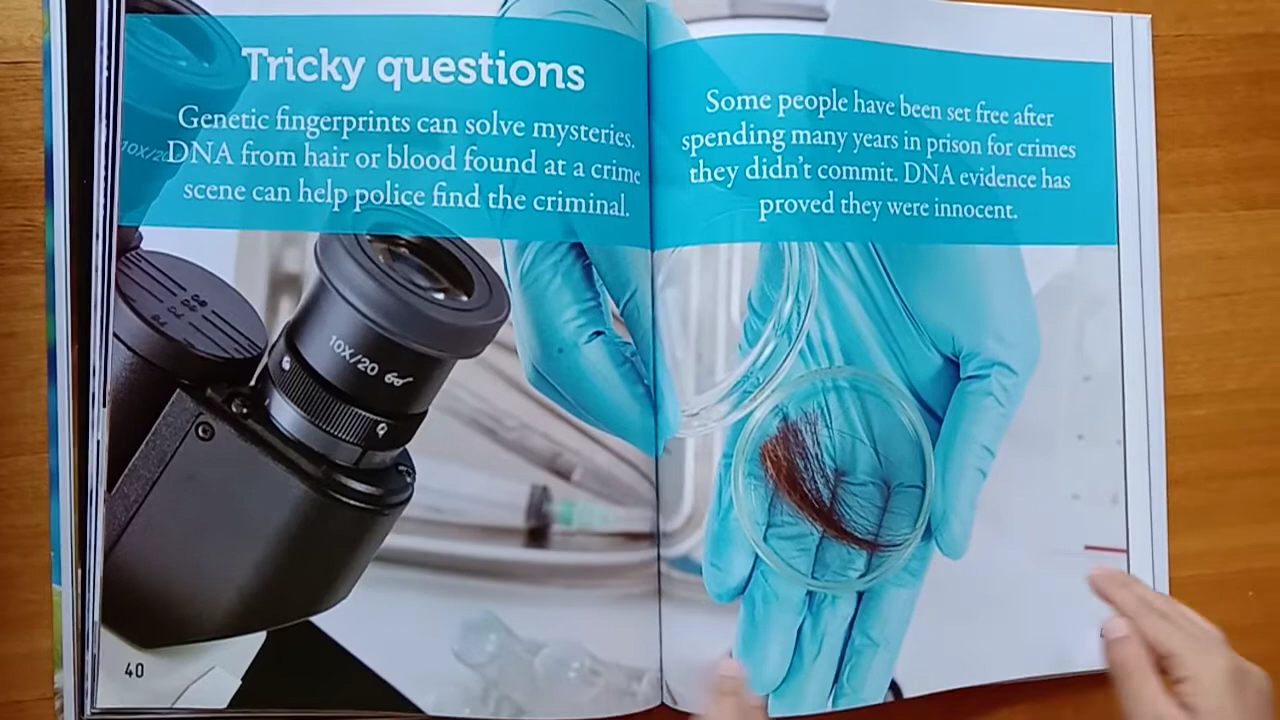 Tricky questions
Genetic fingerprints can solve mysteries.
DNA from hair or blood found at a crime
scene can help police find the criminal.
Some people have been set free after
spending many years in prison for crimes
they didn't commit. DNA evidence has
proved they were innocent.
10X/20
10X/20
40